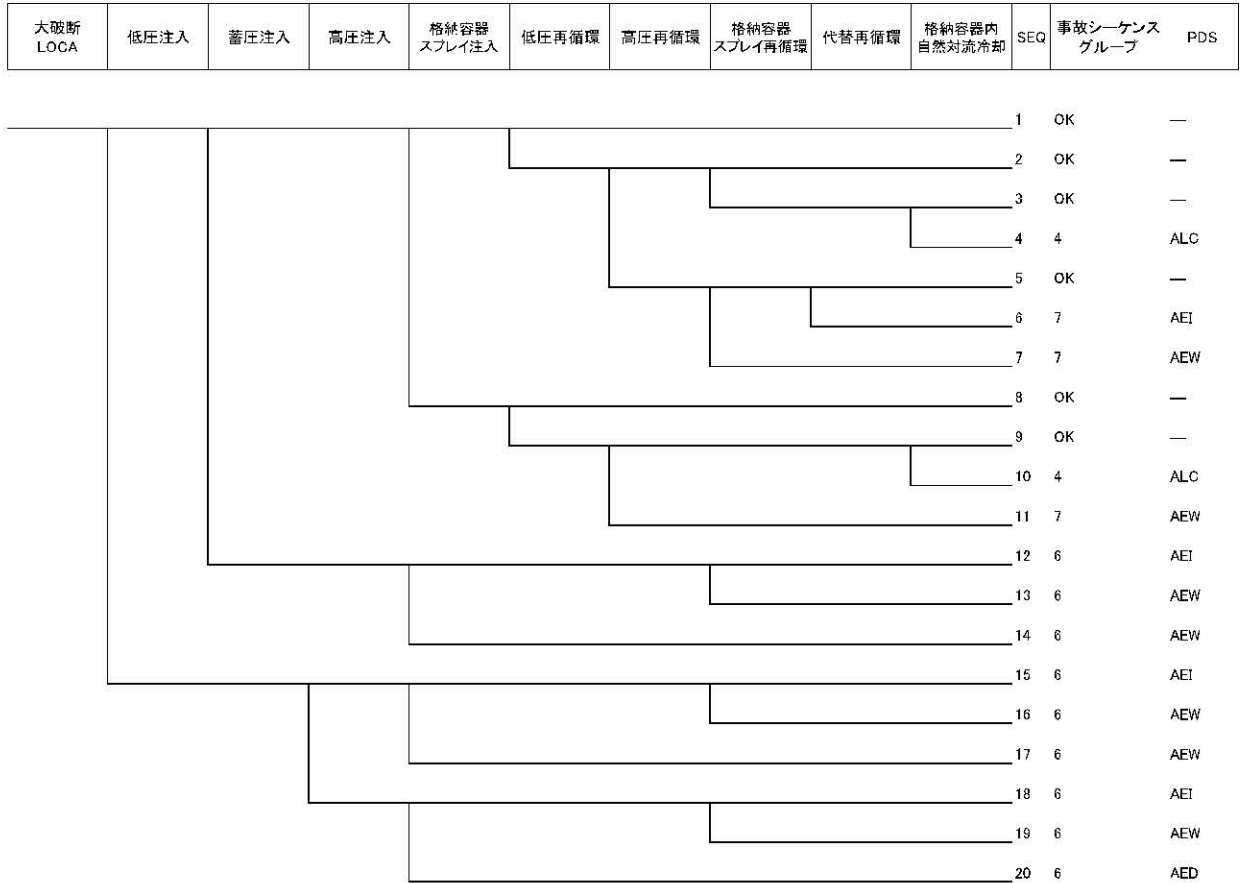 大破断 LOCA 低圧注入 蓄圧注入 高圧注入 格納容器 スプレイ注入 低圧再循環 高圧再循環 格納容器 スプレイ再循環 代替再循環 格納容器内 自然対流冷却 SEQ 事故シーケンス グループ PDS
1 OK —
2 OK —
3 OK —
4 4 ALC
5 OK —
6 7 AEI
7 7 AEW
8 OK —
9 OK —
10 4 ALC
11 7 AEW
12 6 AEI
13 6 AEW
14 6 AEW
15 6 AEI
16 6 AEW
17 6 AEW
18 6 AEI
19 6 AEW
20 6 AED